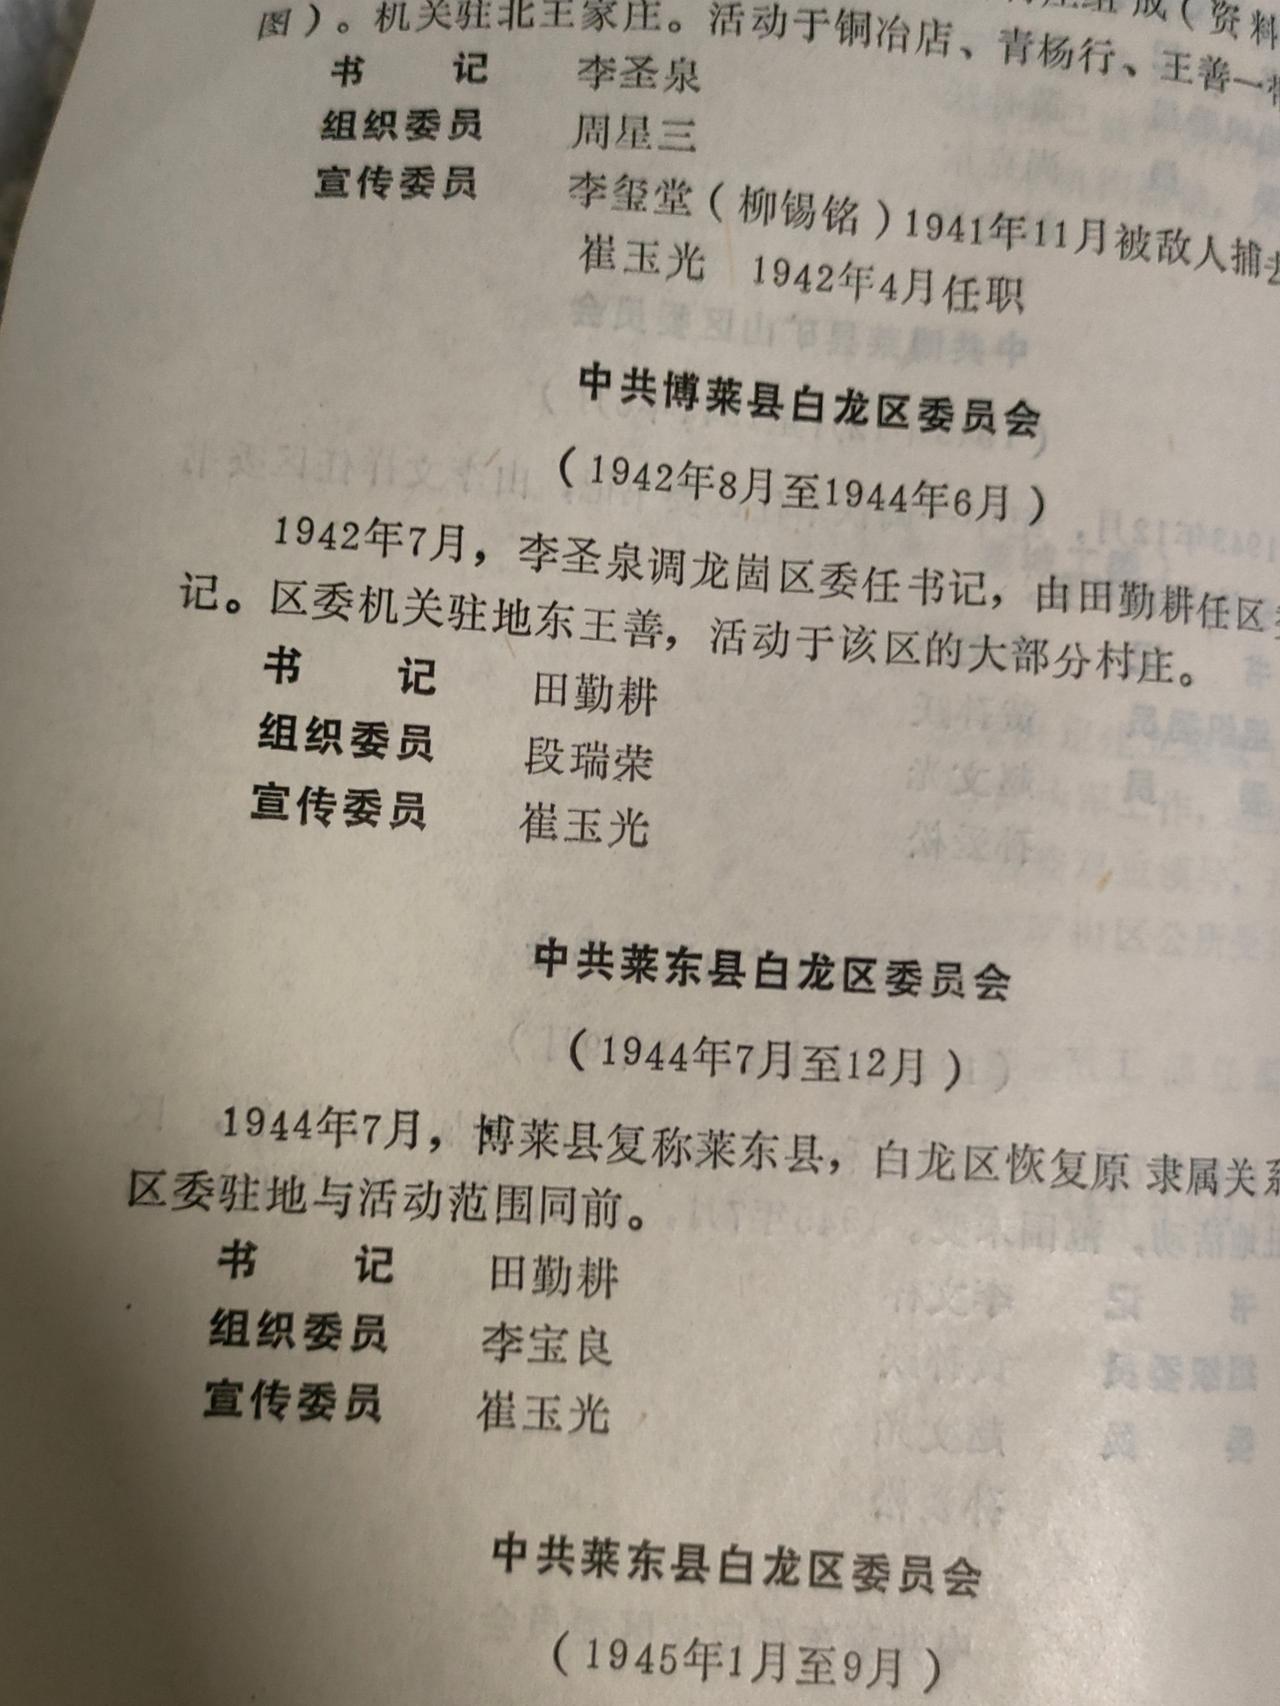 组成（资料
图）。机关驻北王家庄。活动于铜冶店、青杨行、王善一
书 记 李圣泉
组织委员 周星三
宣传委员 李玺堂（柳锡铭）1941年11月被敌人捕去
崔玉光 1942年4月任职
中共博莱县白龙区委员会
（1942年8月至1944年6月）
1942年7月，李圣泉调龙崮区委任书记，由田勤耕任区
记。区委机关驻地东王善，活动于该区的大部分村庄。
书 记 田勤耕
组织委员 段瑞荣
宣传委员 崔玉光
中共莱东县白龙区委员会
（1944年7月至12月）
1944年7月，博莱县复称莱东县，白龙区恢复原隶属关系
区委驻地与活动范围同前。
书 记 田勤耕
组织委员 李宝良
宣传委员 崔玉光
中共莱东县白龙区委员会
（1945年1月至9月）